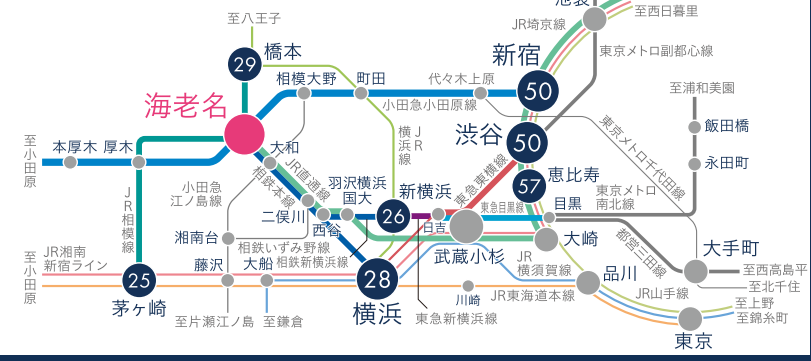 池袋
至西日暮里
至八王子
JR埼京線
新宿
東京メトロ副都心線
橋本
29
相模大野
町田
代々木上原
50
至浦和美園
小田急小田原線
海老名
飯田橋
東京メトロ千代田線
JR横浜線
渋谷
50
至小田原
本厚木
厚木
大和
永田町
恵比寿
57
JR直通線
相鉄本線
羽沢横浜国大
新横浜
東急東横線
東京メトロ南北線
小田急江ノ島線
JR相模線
二俣川
西谷
26
日吉
東急目黒線
目黒
湘南台
相鉄いずみ野線
武蔵小杉
大崎
都営三田線
大手町
JR湘南新宿ライン
藤沢
大船
相鉄新横浜線
JR横須賀線
至西高島平
至小田原
25
28
品川
至北千住
茅ヶ崎
川崎
JR東海道本線
JR山手線
至上野
至片瀬江ノ島
至鎌倉
横浜
東急新横浜線
至錦糸町
東京